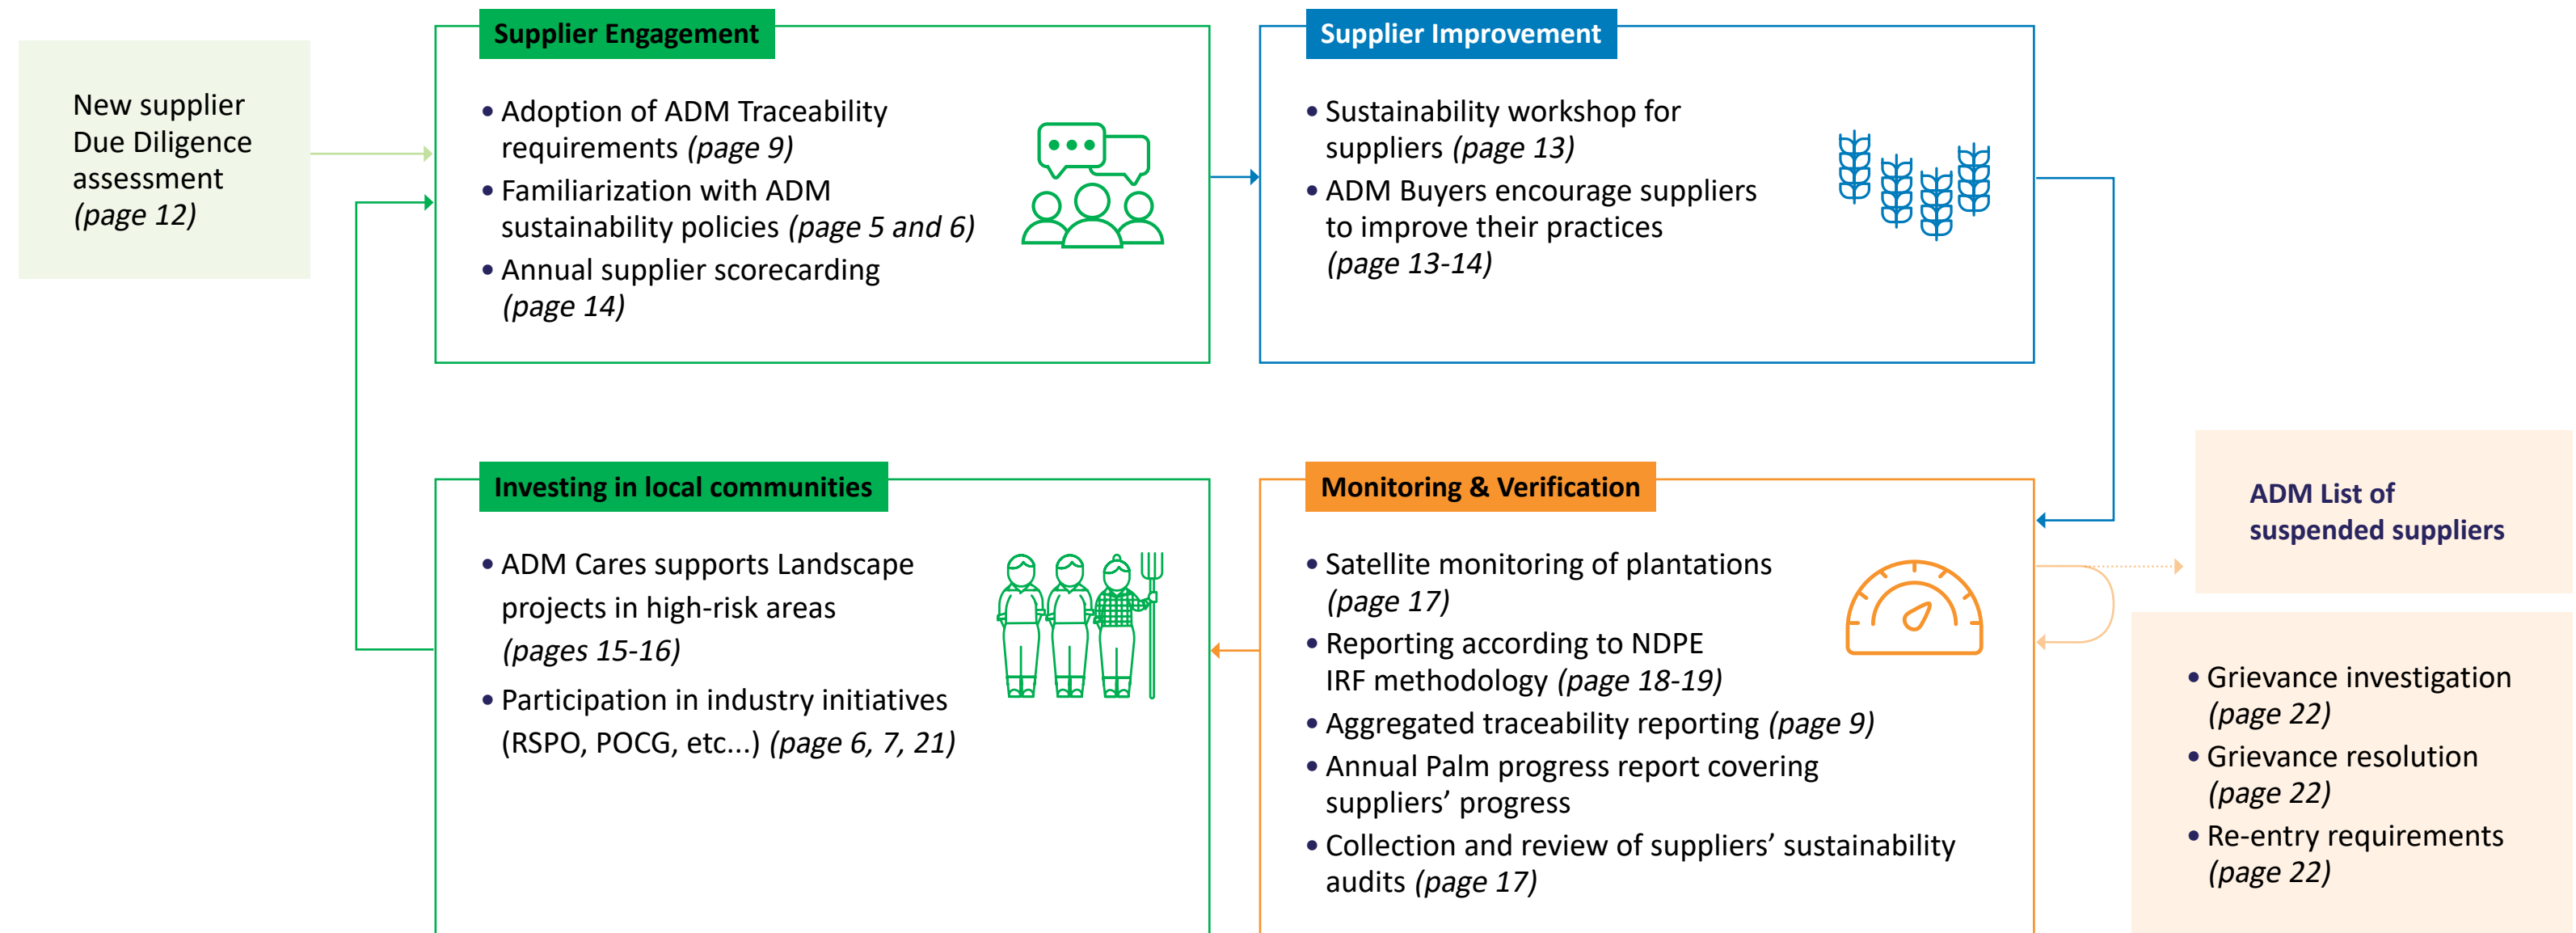 New supplier
Due Diligence
assessment
(page 12)
Supplier Engagement
• Adoption of ADM Traceability
requirements (page 9)
• Familiarization with ADM
sustainability policies (page 5 and 6)
• Annual supplier scorecarding
(page 14)
Supplier Improvement
• Sustainability workshop for
suppliers (page 13)
• ADM Buyers encourage suppliers
to improve their practices
(page 13-14)
Investing in local communities
• ADM Cares supports Landscape
projects in high-risk areas
(pages 15-16)
• Participation in industry initiatives
(RSPO, POCG, etc...) (page 6, 7, 21)
Monitoring & Verification
• Satellite monitoring of plantations
(page 17)
• Reporting according to NDPE
IRF methodology (page 18-19)
• Aggregated traceability reporting (page 9)
• Annual Palm progress report covering
suppliers’ progress
• Collection and review of suppliers’ sustainability
audits (page 17)
ADM List of
suspended suppliers
• Grievance investigation
(page 22)
• Grievance resolution
(page 22)
• Re-entry requirements
(page 22)